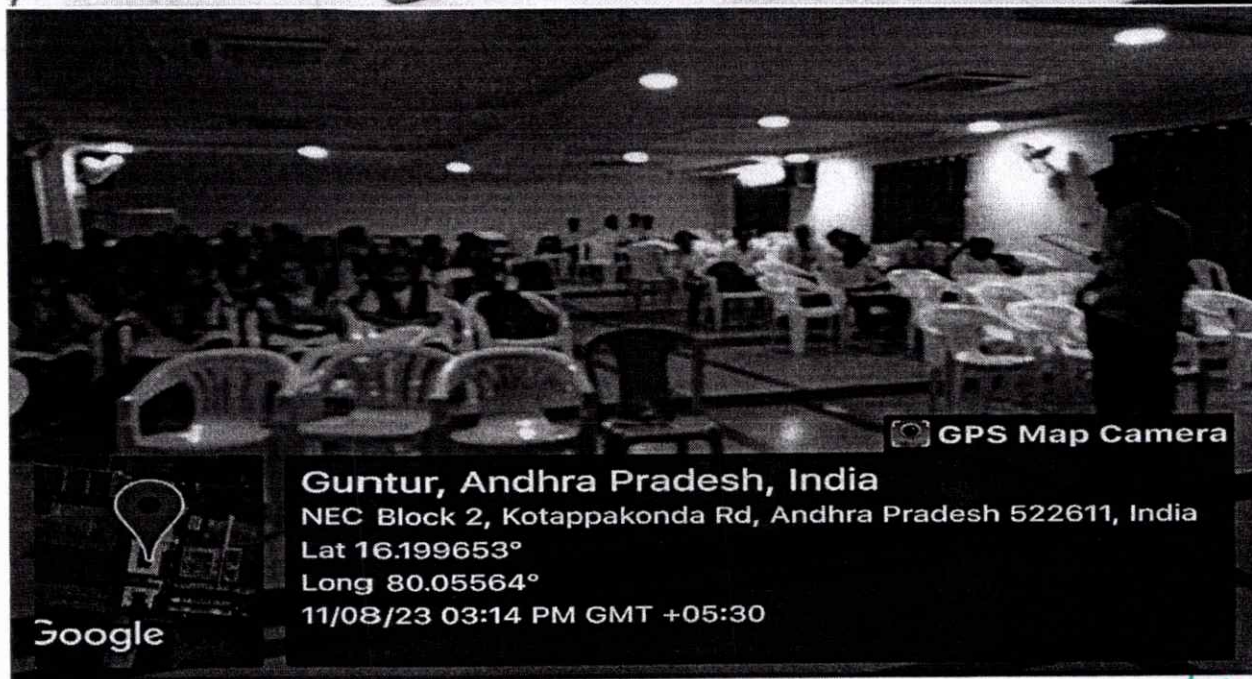 GPS Map Camera
Guntur, Andhra Pradesh, India
NEC Block 2, Kotappakonda Rd, Andhra Pradesh 522611, India
Lat 16.199653°
Long 80.05564°
11/08/23 03:14 PM GMT +05:30
Google